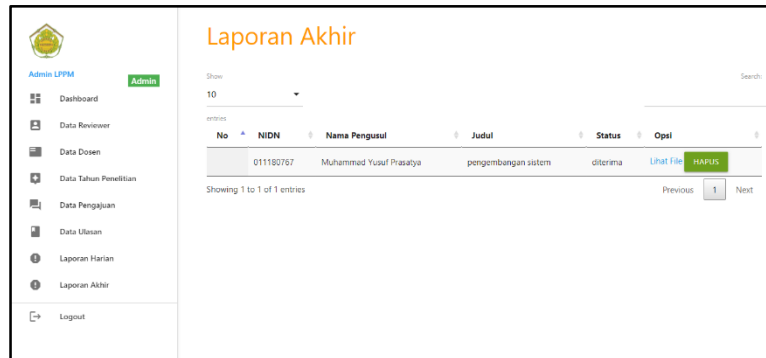 Laporan Akhir
Admin LPPM
Admin
Dashboard
Data Reviewer
Data Dosen
Data Tahun Penelitian
Data Pengajuan
Data Ulasan
Laporan Harian
Laporan Akhir
Logout
Show
10
entries
Search:
No NIDN Nama Pengusul Judul Status Opsi
011180767 Muhammad Yusuf Prasatya pengembangan sistem diterima Lihat File HAPUS
Showing 1 to 1 of 1 entries
Previous 1 Next